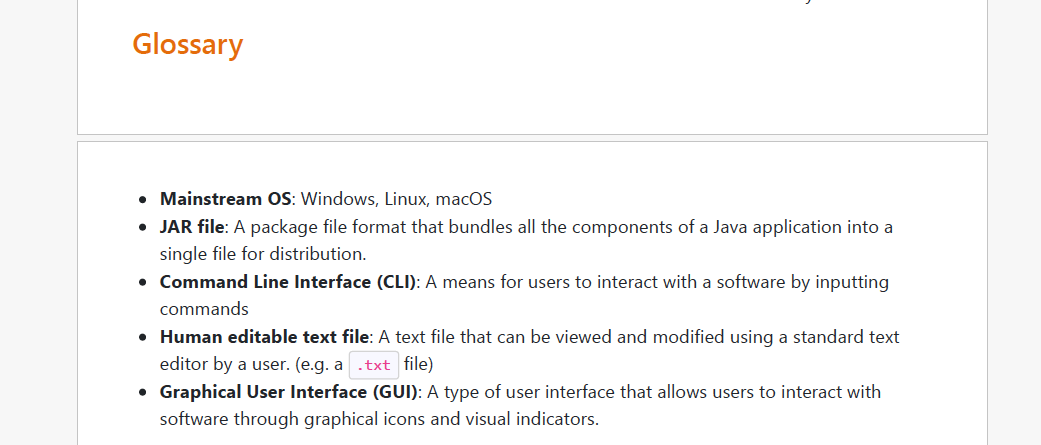 Glossary
Mainstream OS: Windows, Linux, macOS
JAR file: A package file format that bundles all the components of a Java application into a
single file for distribution.
Command Line Interface (CLI): A means for users to interact with a software by inputting
commands
Human editable text file: A text file that can be viewed and modified using a standard text
editor by a user. (e.g. a .txt file)
Graphical User Interface (GUI): A type of user interface that allows users to interact with
software through graphical icons and visual indicators.